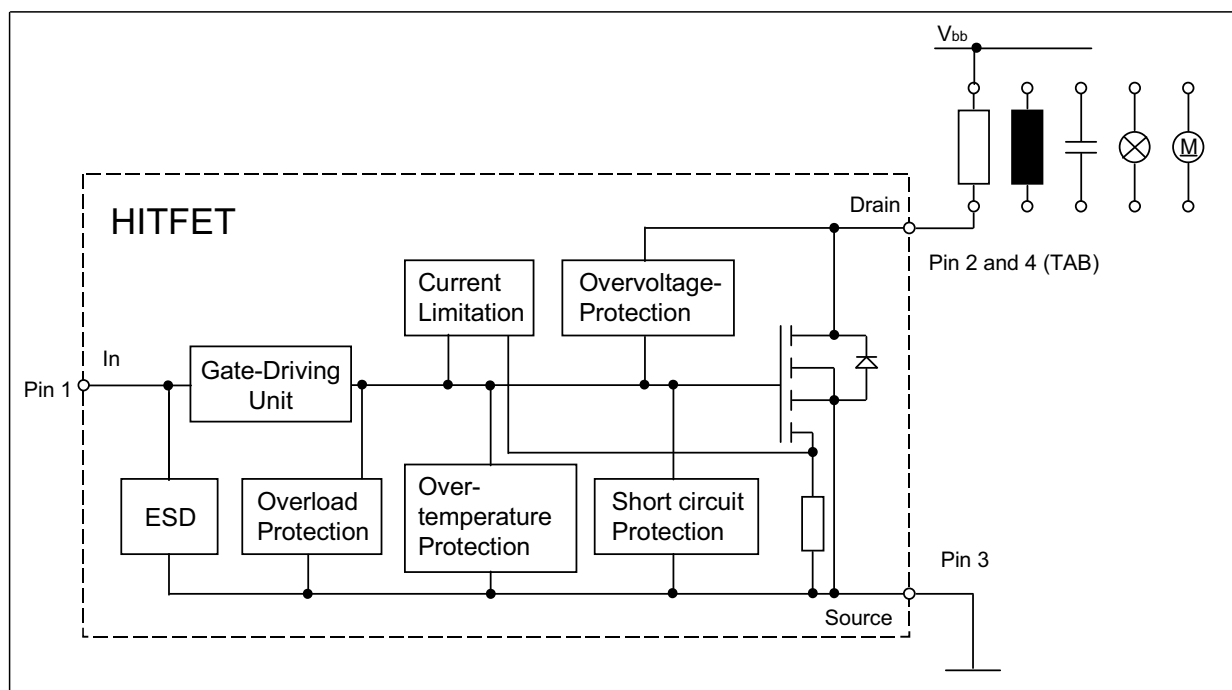 Vbb
M
HITFET
Drain
Pin 2 and 4 (TAB)
Current
Limitation
Overvoltage-
Protection
In
Pin 1
Gate-Driving
Unit
ESD
Overload
Protection
Over-
temperature
Protection
Short circuit
Protection
Pin 3
Source